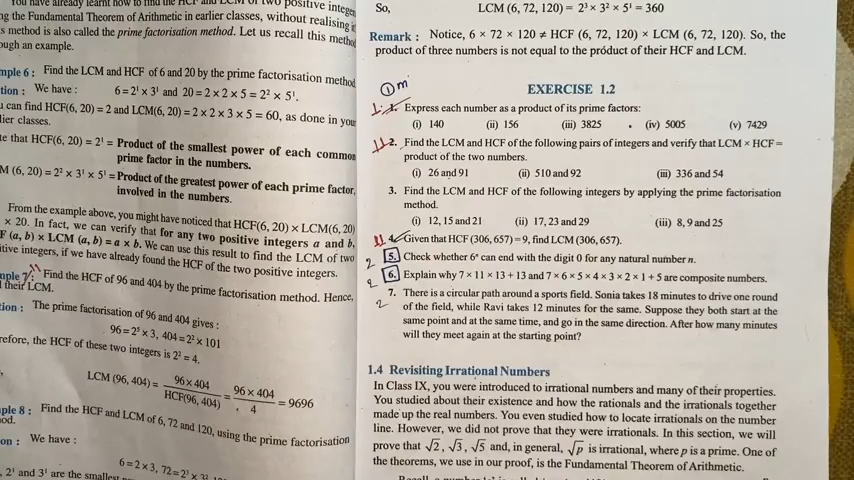 You have already learnt how to find the HCF and LCM of two positive
ng the Fundamental Theorem of Arithmetic in earlier classes, without realising
s method is also called the prime factorisation method. Let us recall this method
ough an example.
mple 6 : Find the LCM and HCF of 6 and 20 by the prime factorisation method
tion : We have : 6 = 2¹ × 3¹ and 20 = 2 × 2 × 5 = 2² × 5¹.
can find HCF(6, 20) = 2 and LCM(6, 20) = 2 × 2 × 3 × 5 = 60, as done in your
lier classes.
te that HCF(6, 20) = 2¹ = Product of the smallest power of each common
prime factor in the numbers.
M (6, 20) = 2² × 3¹ × 5¹ = Product of the greatest power of each prime factor,
involved in the numbers.
From the example above, you might have noticed that HCF(6, 20) × LCM(6, 20)
× 20. In fact, we can verify that for any two positive integers a and b,
F (a, b) × LCM (a, b) = a × b. We can use this result to find the LCM of two
itive integers, if we have already found the HCF of the two positive integers.
mple 7 : Find the HCF of 96 and 404 by the prime factorisation method. Hence,
their LCM.
tion : The prime factorisation of 96 and 404 gives :
96 = 2⁵ × 3, 404 = 2² × 101
refore, the HCF of these two integers is 2² = 4.
LCM (96, 404) = 96 × 404 / HCF(96, 404) = 96 × 404 / 4 = 9696
ple 8 : Find the HCF and LCM of 6, 72 and 120, using the prime factorisation
od.
on : We have :
6 = 2 × 3, 72 = 2³ × 3²
2¹ and 3¹ are the smallest
So, LCM (6, 72, 120) = 2³ × 3² × 5¹ = 360
Remark : Notice, 6 × 72 × 120 ≠ HCF (6, 72, 120) × LCM (6, 72, 120). So, the
product of three numbers is not equal to the product of their HCF and LCM.
1 m
EXERCISE 1.2
1. Express each number as a product of its prime factors:
(i) 140 (ii) 156 (iii) 3825 (iv) 5005 (v) 7429
2. Find the LCM and HCF of the following pairs of integers and verify that LCM × HCF =
product of the two numbers.
(i) 26 and 91 (ii) 510 and 92 (iii) 336 and 54
3. Find the LCM and HCF of the following integers by applying the prime factorisation
method.
(i) 12, 15 and 21 (ii) 17, 23 and 29 (iii) 8, 9 and 25
4. Given that HCF (306, 657) = 9, find LCM (306, 657).
2 5. Check whether 6ⁿ can end with the digit 0 for any natural number n.
2 6. Explain why 7 × 11 × 13 + 13 and 7 × 6 × 5 × 4 × 3 × 2 × 1 + 5 are composite numbers.
7. There is a circular path around a sports field. Sonia takes 18 minutes to drive one round
2 of the field, while Ravi takes 12 minutes for the same. Suppose they both start at the
same point and at the same time, and go in the same direction. After how many minutes
will they meet again at the starting point?
1.4 Revisiting Irrational Numbers
In Class IX, you were introduced to irrational numbers and many of their properties.
You studied about their existence and how the rationals and the irrationals together
made up the real numbers. You even studied how to locate irrationals on the number
line. However, we did not prove that they were irrationals. In this section, we will
prove that √2, √3, √5 and, in general, √p is irrational, where p is a prime. One of
the theorems, we use in our proof, is the Fundamental Theorem of Arithmetic.